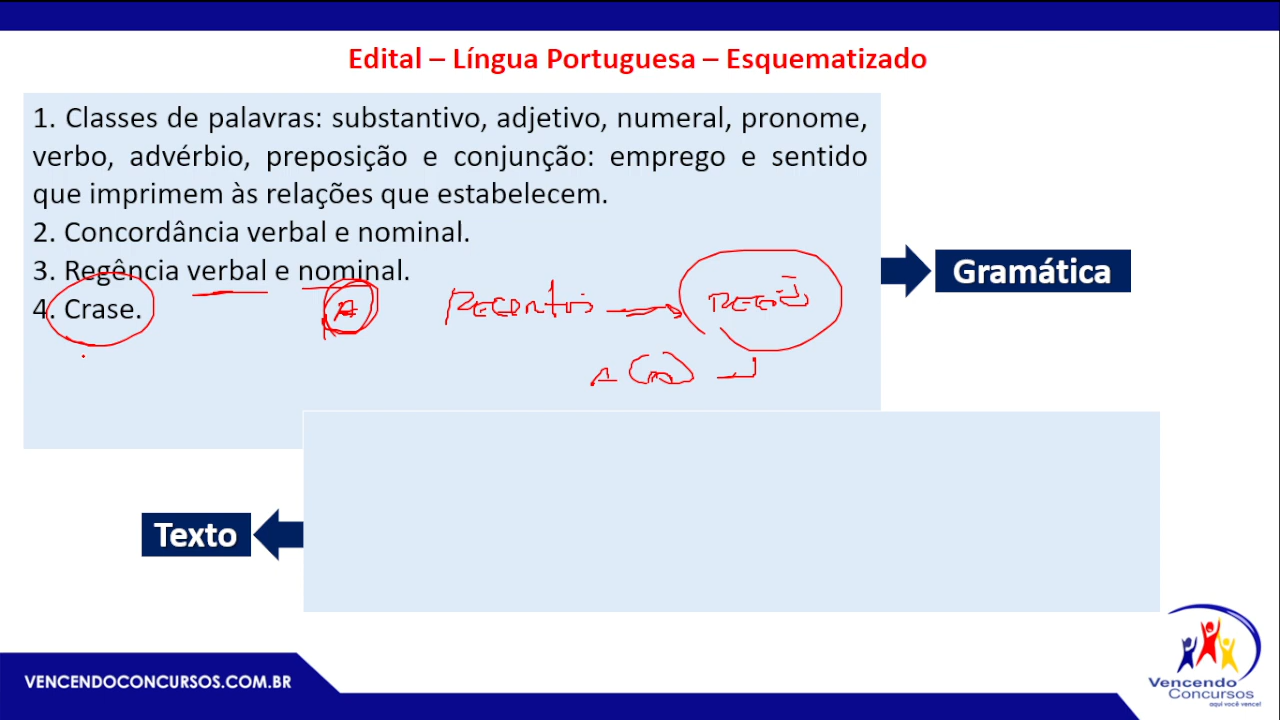 Edital – Língua Portuguesa – Esquematizado
1. Classes de palavras: substantivo, adjetivo, numeral, pronome,
verbo, advérbio, preposição e conjunção: emprego e sentido
que imprimem às relações que estabelecem.
2. Concordância verbal e nominal.
3. Regência verbal e nominal.
4. Crase.
A
Gramática
Texto
VENCENDOCONCURSOS.COM.BR
Vencendo
Concursos
aqui você vence!